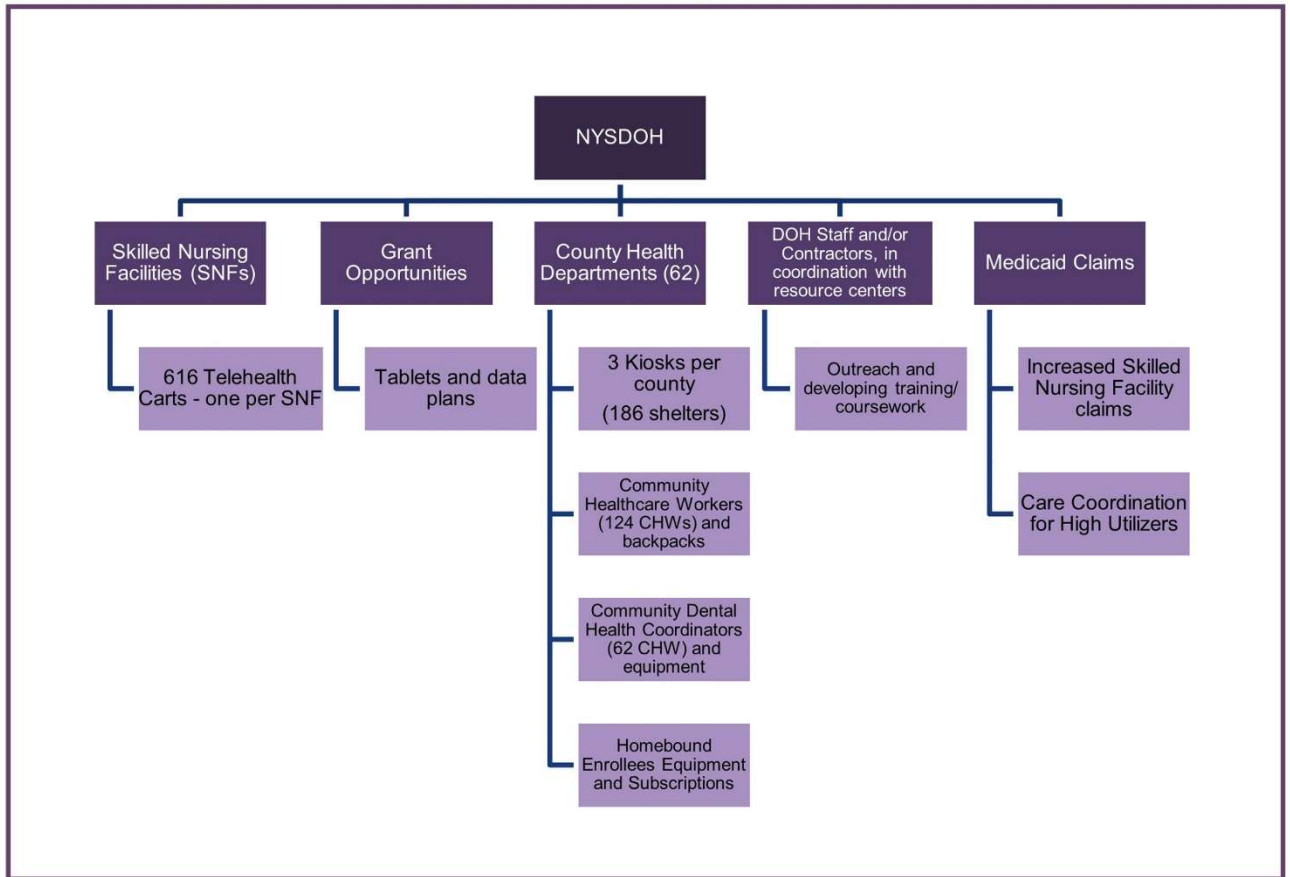 NYSDOH
Skilled Nursing
Facilities (SNFs)
Grant
Opportunities
County Health
Departments (62)
DOH Staff and/or
Contractors, in
coordination with
resource centers
Medicaid Claims
616 Telehealth
Carts - one per SNF
Tablets and data
plans
3 Kiosks per
county
(186 shelters)
Outreach and
developing training/
coursework
Increased Skilled
Nursing Facility
claims
Community
Healthcare Workers
(124 CHWs) and
backpacks
Care Coordination
for High Utilizers
Community Dental
Health Coordinators
(62 CHW) and
equipment
Homebound
Enrollees Equipment
and Subscriptions